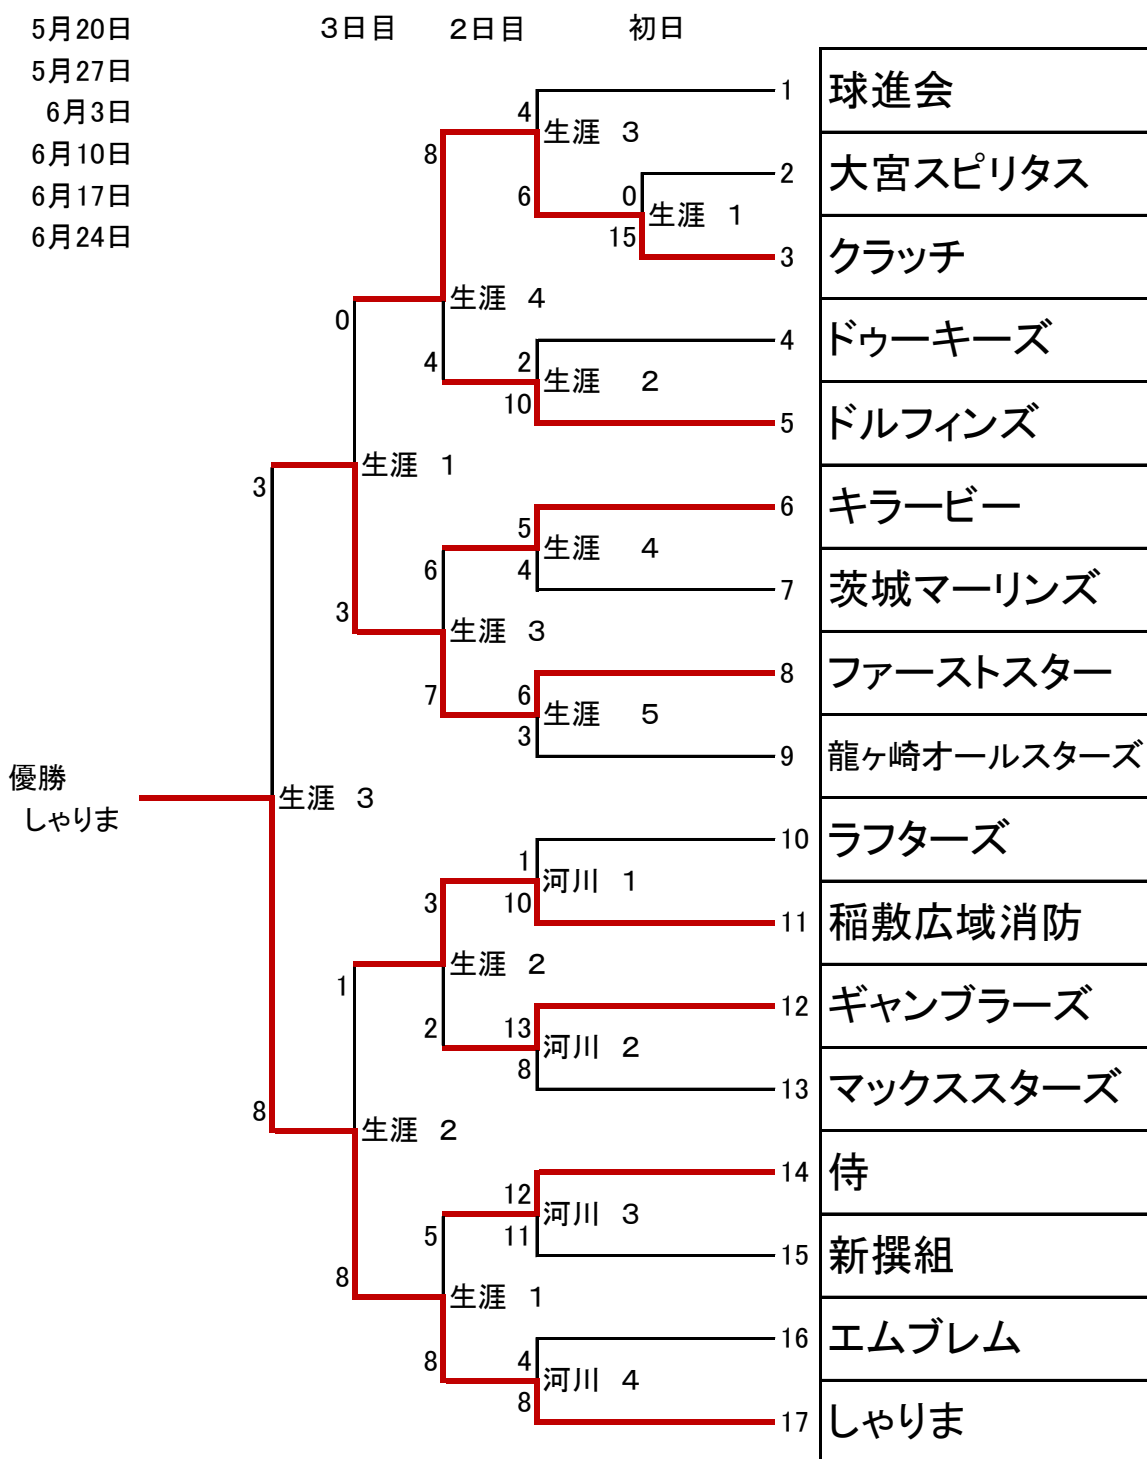 5月20日 3日目 2日目 初日
5月27日
6月3日
6月10日
6月17日
6月24日
1 球進会
4
生涯 3
8
2 大宮スピリタス
6
0
生涯 1
15
3 クラッチ
生涯 4
0
4 ドゥーキーズ
4
2
生涯 2
10
5 ドルフィンズ
生涯 1
3
6 キラービー
5
生涯 4
6
4
7 茨城マーリンズ
3
生涯 3
8 ファーストスター
7
6
生涯 5
3
9 龍ヶ崎オールスターズ
優勝
しゃりま
生涯 3
10 ラフターズ
1
河川 1
3
10
11 稲敷広域消防
生涯 2
1
12 ギャンブラーズ
2
13
河川 2
8
13 マックススターズ
8
生涯 2
14 侍
12
河川 3
5
11
15 新撰組
8
生涯 1
16 エムブレム
8
4
河川 4
8
17 しゃりま